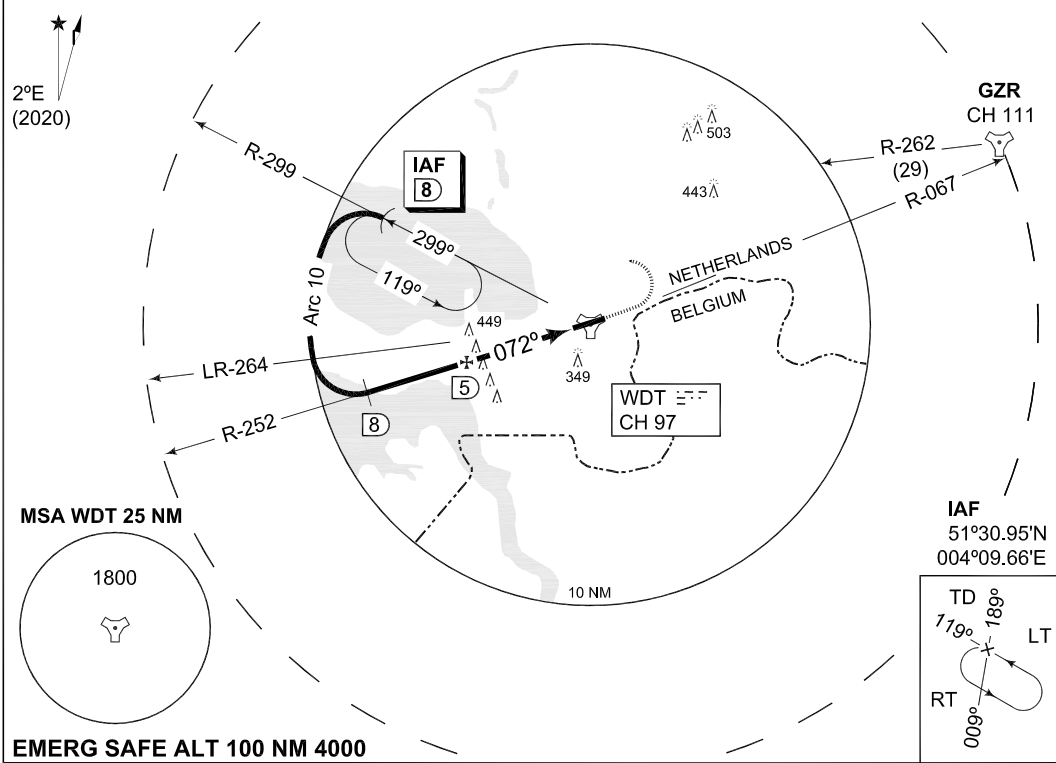 2ºE
(2020)
R-299
IAF
8
299º
119º
Arc 10
LR-264
R-252
449
072º
5
8
349
WDT
CH 97
503
443
NETHERLANDS
BELGIUM
GZR
CH 111
R-262
(29)
R-067
10 NM
MSA WDT 25 NM
1800
EMERG SAFE ALT 100 NM 4000
IAF
51º30.95'N
004º09.66'E
TD
119º
189º
LT
RT
009º